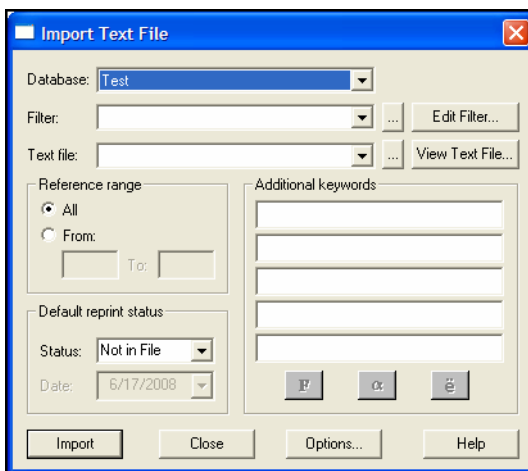 Import Text File
Database: Test
Filter: ... Edit Filter...
Text file: ... View Text File...
Reference range
All
From:
To:
Additional keywords
Default reprint status
Status: Not in File
Date: 6/17/2008
F α ë
Import Close Options... Help